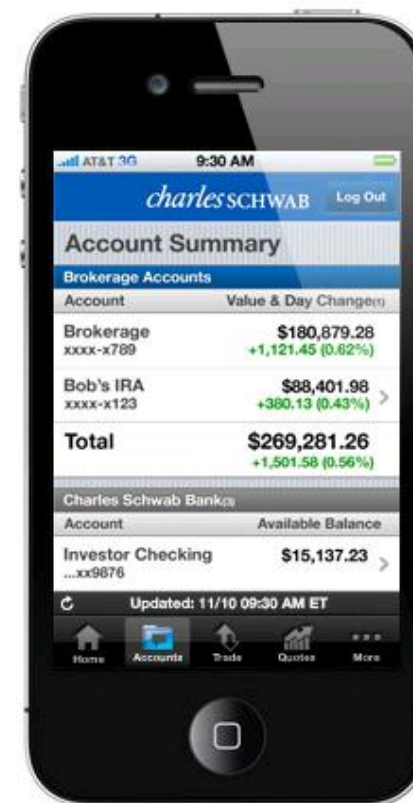 AT&T 3G 9:30 AM
charles SCHWAB Log Out
Account Summary
Brokerage Accounts
Account Value & Day Change(1)
Brokerage $180,879.28
xxxx-x789 +1,121.45 (0.62%)
Bob's IRA $88,401.98
xxxx-x123 +380.13 (0.43%)
Total $269,281.26
+1,501.58 (0.56%)
Charles Schwab Bank
Account Available Balance
Investor Checking $15,137.23
...xx9876
Updated: 11/10 09:30 AM ET
Home Accounts Trade Quotes More